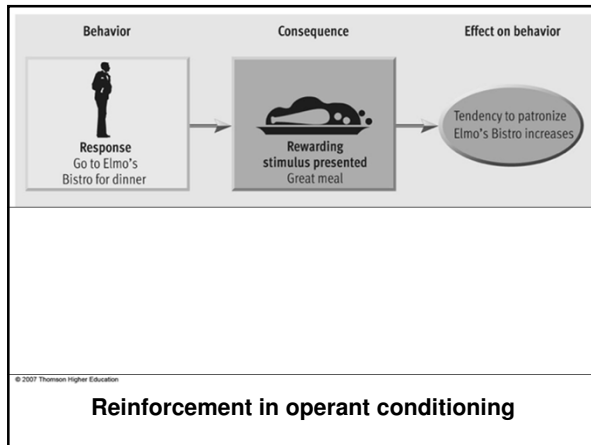 Behavior
Consequence
Effect on behavior
Response
Go to Elmo's
Bistro for dinner
Rewarding
stimulus presented
Great meal
Tendency to patronize
Elmo's Bistro increases
© 2007 Thomson Higher Education
Reinforcement in operant conditioning